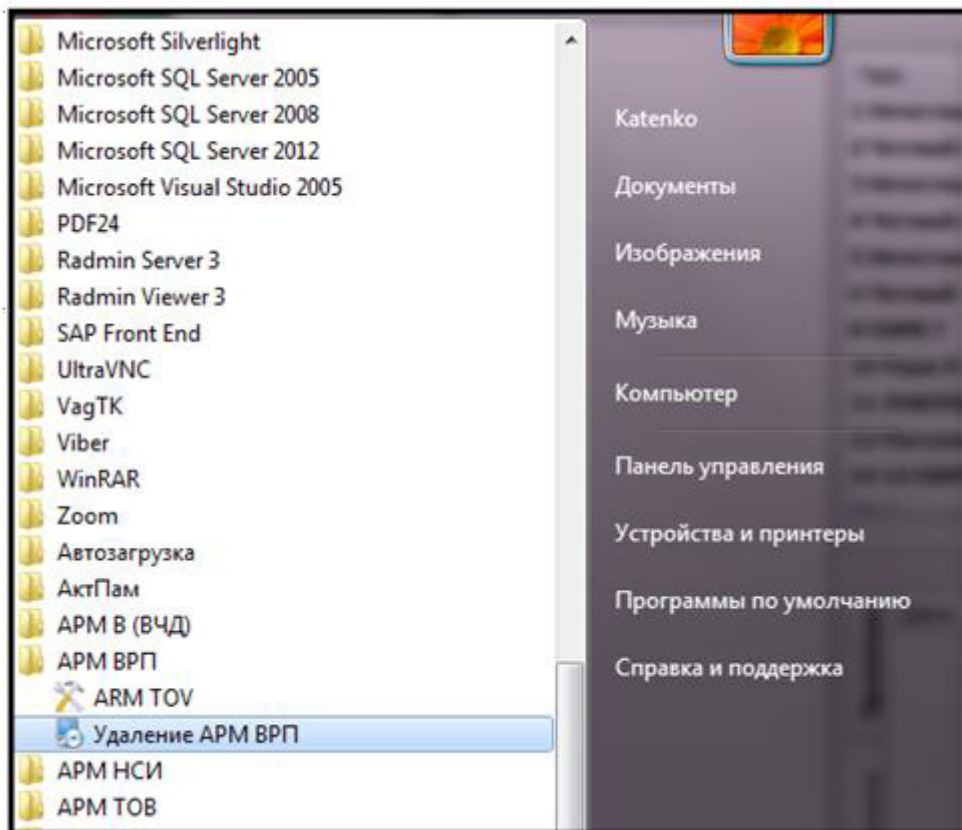 Microsoft Silverlight
Microsoft SQL Server 2005
Microsoft SQL Server 2008
Microsoft SQL Server 2012
Microsoft Visual Studio 2005
PDF24
Radmin Server 3
Radmin Viewer 3
SAP Front End
UltraVNC
VagTK
Viber
WinRAR
Zoom
Автозагрузка
АктПам
АРМ В (ВЧД)
АРМ ВРП
ARM TOV
Удаление АРМ ВРП
АРМ НСИ
АРМ ТОВ
Katenko
Документы
Изображения
Музыка
Компьютер
Панель управления
Устройства и принтеры
Программы по умолчанию
Справка и поддержка